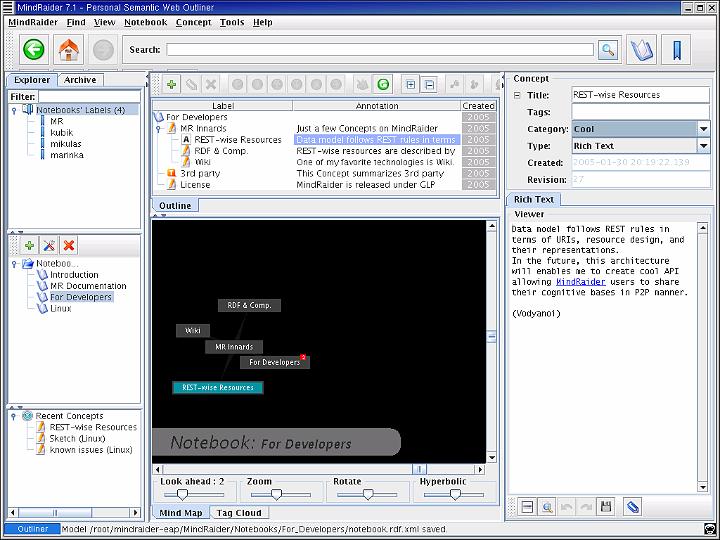 MindRaider 7.1 - Personal Semantic Web Outliner
MindRaider Find View Notebook Concept Tools Help
Search:
Explorer Archive
Filter:
Notebooks' Labels (4)
MR
kubik
mikulas
marinka
Noteboo...
Introduction
MR Documentation
For Developers
Linux
Recent Concepts
REST-wise Resources
Sketch (Linux)
known issues (Linux)
Label Annotation Created
For Developers 2005
MR Innards Just a few Concepts on MindRaider 2005
REST-wise Resources Data model follows REST rules in terms 2005
RDF & Comp. REST-wise resources are described by 2005
Wiki One of my favorite technologies is Wiki. 2005
3rd party This Concept summarizes 3rd party 2005
License MindRaider is released under GLP 2005
Outline
RDF & Comp.
Wiki
MR Innards
For Developers
REST-wise Resources
Notebook: For Developers
Look ahead : 2 Zoom Rotate Hyperbolic
Mind Map Tag Cloud
Concept
Title: REST-wise Resources
Tags:
Category: Cool
Type: Rich Text
Created: 2005-01-30 20:19:22.139
Revision: 27
Rich Text
Viewer
Data model follows REST rules in
terms of URIs, resource design, and
their representations.
In the future, this architecture
will enables me to create cool API
allowing MindRaider users to share
their cognitive bases in P2P manner.
(Vodyanoi)
Outliner Model /root/mindraider-eap/MindRaider/Notebooks/For_Developers/notebook.rdf.xml saved.